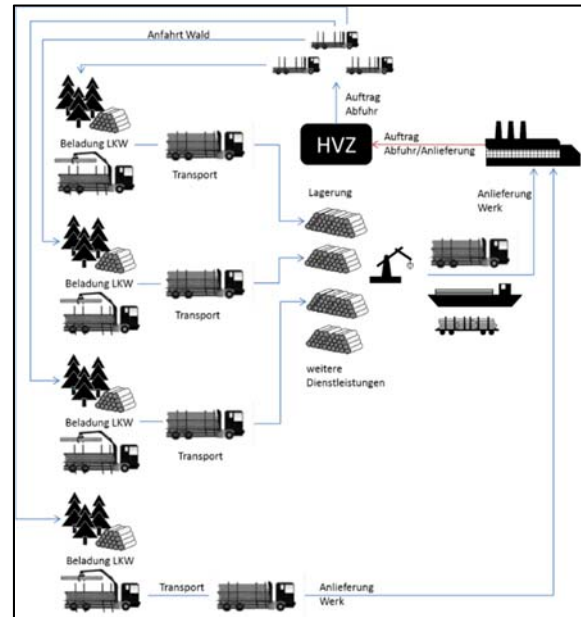 Anfahrt Wald
Auftrag
Abfuhr
HVZ
Auftrag
Abfuhr/Anlieferung
Beladung LKW
Transport
Lagerung
Anlieferung
Werk
Beladung LKW
Transport
weitere
Dienstleistungen
Beladung LKW
Transport
Beladung LKW
Transport
Anlieferung
Werk